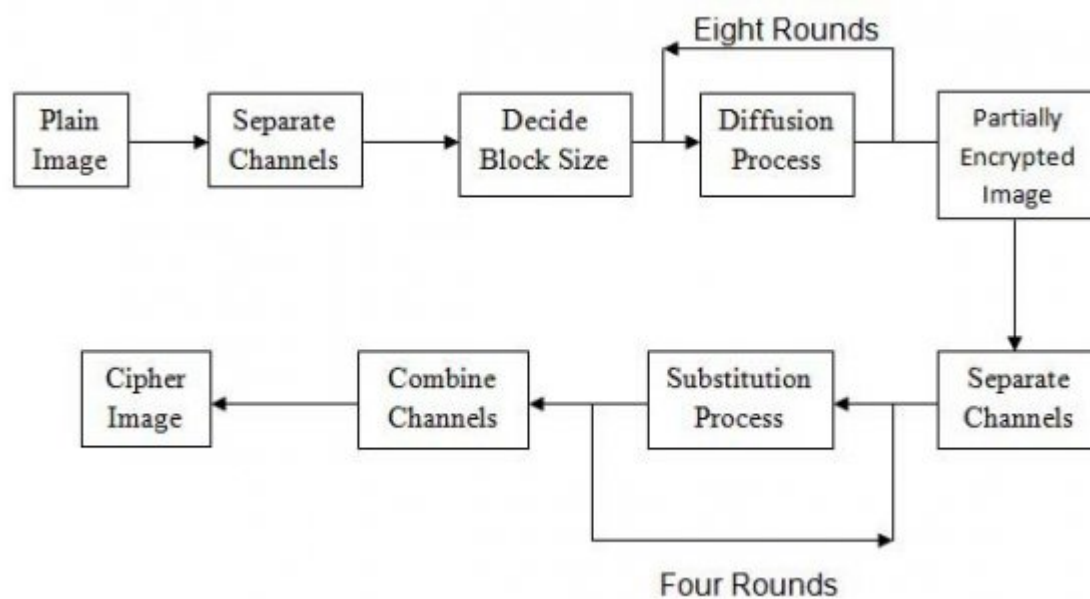 Eight Rounds
Plain
Image
Separate
Channels
Decide
Block Size
Diffusion
Process
Partially
Encrypted
Image
Separate
Channels
Substitution
Process
Combine
Channels
Cipher
Image
Four Rounds